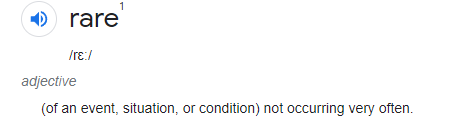 rare1
/rɛː/
adjective
(of an event, situation, or condition) not occurring very often.